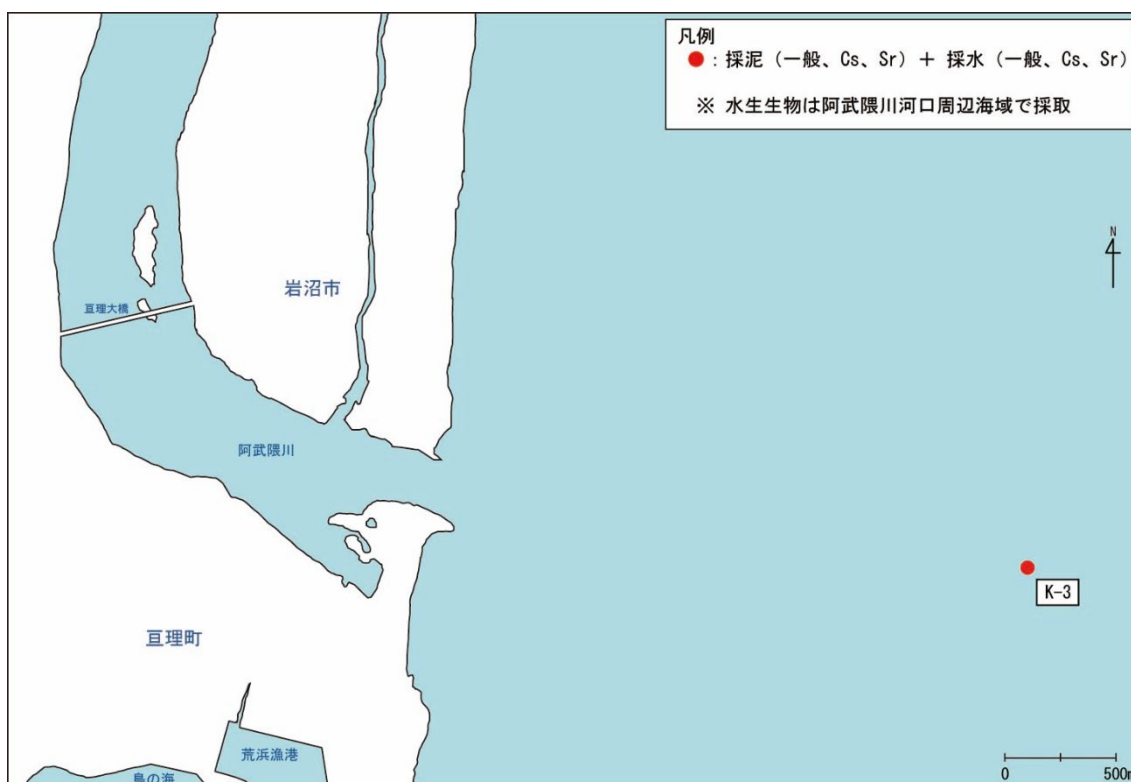 凡例
●：採泥（一般、Cs、Sr）＋ 採水（一般、Cs、Sr）
※ 水生生物は阿武隈川河口周辺海域で採取
N
岩沼市
亘理大橋
阿武隈川
K-3
亘理町
荒浜漁港
鳥の海
0 500m